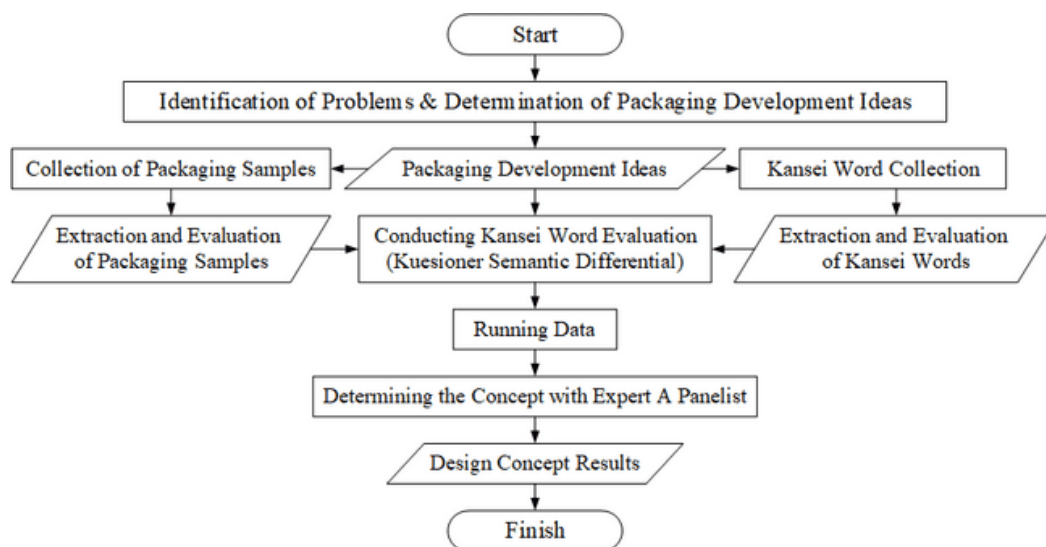 Start
Identification of Problems & Determination of Packaging Development Ideas
Collection of Packaging Samples
Packaging Development Ideas
Kansei Word Collection
Extraction and Evaluation
of Packaging Samples
Conducting Kansei Word Evaluation
(Kuesioner Semantic Differential)
Extraction and Evaluation
of Kansei Words
Running Data
Determining the Concept with Expert A Panelist
Design Concept Results
Finish